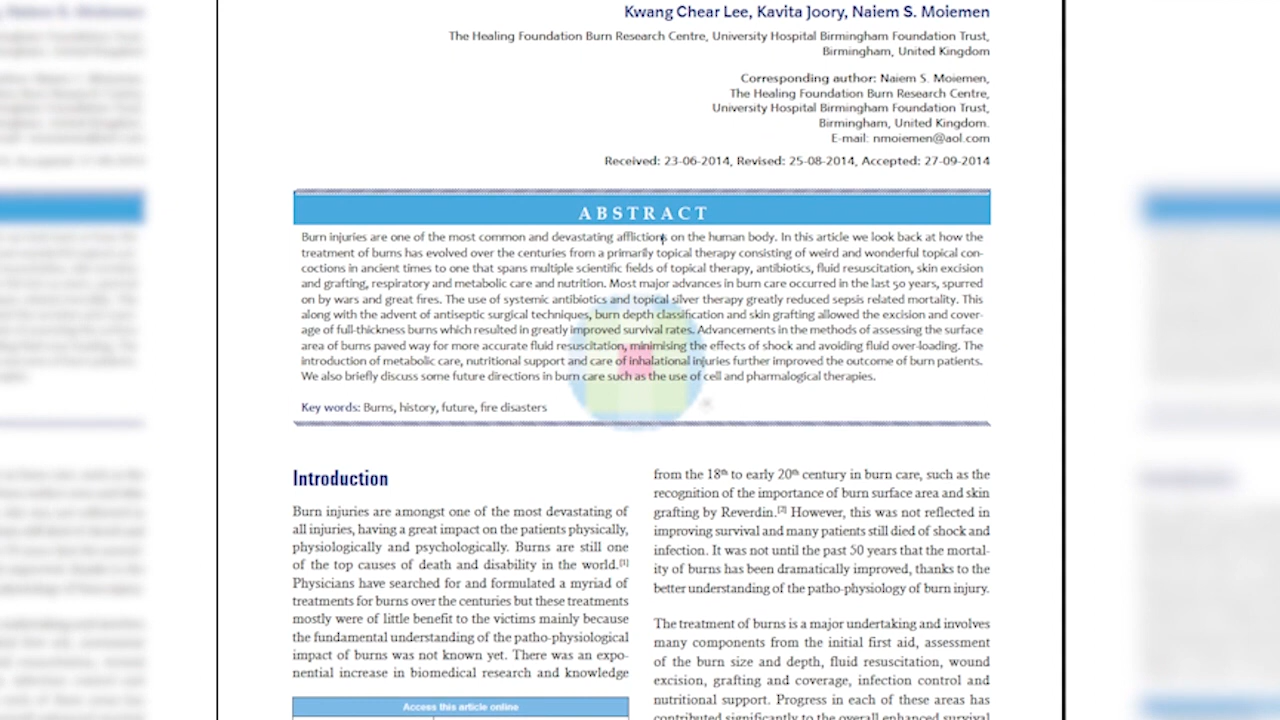 Kwang Chear Lee, Kavita Joory, Naiem S. Moiemen
The Healing Foundation Burn Research Centre, University Hospital Birmingham Foundation Trust,
Birmingham, United Kingdom
Corresponding author: Naiem S. Moiemen,
The Healing Foundation Burn Research Centre,
University Hospital Birmingham Foundation Trust,
Birmingham, United Kingdom.
E-mail: nmoiemen@aol.com
Received: 23-06-2014, Revised: 25-08-2014, Accepted: 27-09-2014
ABSTRACT
Burn injuries are one of the most common and devastating afflictions on the human body. In this article we look back at how the
treatment of burns has evolved over the centuries from a primarily topical therapy consisting of weird and wonderful topical con-
coctions in ancient times to one that spans multiple scientific fields of topical therapy, antibiotics, fluid resuscitation, skin excision
and grafting, respiratory and metabolic care and nutrition. Most major advances in burn care occurred in the last 50 years, spurred
on by wars and great fires. The use of systemic antibiotics and topical silver therapy greatly reduced sepsis related mortality. This
along with the advent of antiseptic surgical techniques, burn depth classification and skin grafting allowed the excision and cover-
age of full-thickness burns which resulted in greatly improved survival rates. Advancements in the methods of assessing the surface
area of burns paved way for more accurate fluid resuscitation, minimising the effects of shock and avoiding fluid over-loading. The
introduction of metabolic care, nutritional support and care of inhalational injuries further improved the outcome of burn patients.
We also briefly discuss some future directions in burn care such as the use of cell and pharmalogical therapies.
Key words: Burns, history, future, fire disasters
Introduction
Burn injuries are amongst one of the most devastating of
all injuries, having a great impact on the patients physically,
physiologically and psychologically. Burns are still one
of the top causes of death and disability in the world.[1]
Physicians have searched for and formulated a myriad of
treatments for burns over the centuries but these treatments
mostly were of little benefit to the victims mainly because
the fundamental understanding of the patho-physiological
impact of burns was not known yet. There was an expo-
nential increase in biomedical research and knowledge
Access this article online
from the 18th to early 20th century in burn care, such as the
recognition of the importance of burn surface area and skin
grafting by Reverdin.[2] However, this was not reflected in
improving survival and many patients still died of shock and
infection. It was not until the past 50 years that the mortal-
ity of burns has been dramatically improved, thanks to the
better understanding of the patho-physiology of burn injury.
The treatment of burns is a major undertaking and involves
many components from the initial first aid, assessment
of the burn size and depth, fluid resuscitation, wound
excision, grafting and coverage, infection control and
nutritional support. Progress in each of these areas has
contributed significantly to the overall enhanced survival